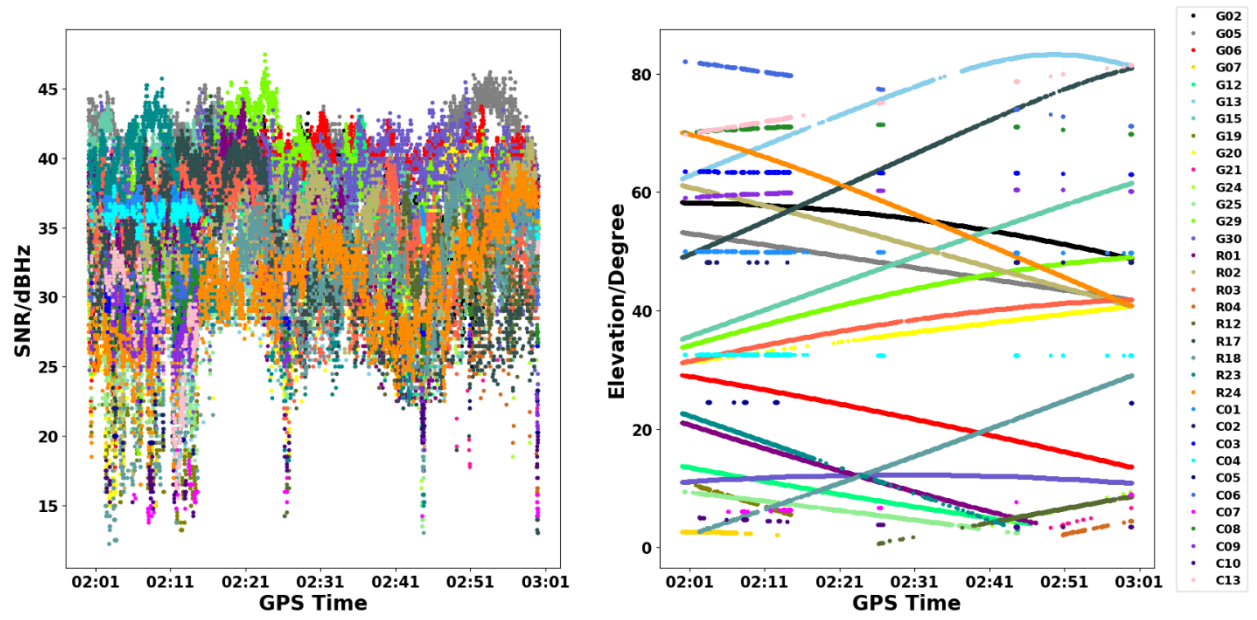 SNR/dBHz
45
40
35
30
25
20
15
02:01 02:11 02:21 02:31 02:41 02:51 03:01
GPS Time
Elevation/Degree
80
60
40
20
0
02:01 02:11 02:21 02:31 02:41 02:51 03:01
GPS Time
G02
G05
G06
G07
G12
G13
G15
G19
G20
G21
G24
G25
G29
G30
R01
R02
R03
R04
R12
R17
R18
R23
R24
C01
C02
C03
C04
C05
C06
C07
C08
C09
C10
C13